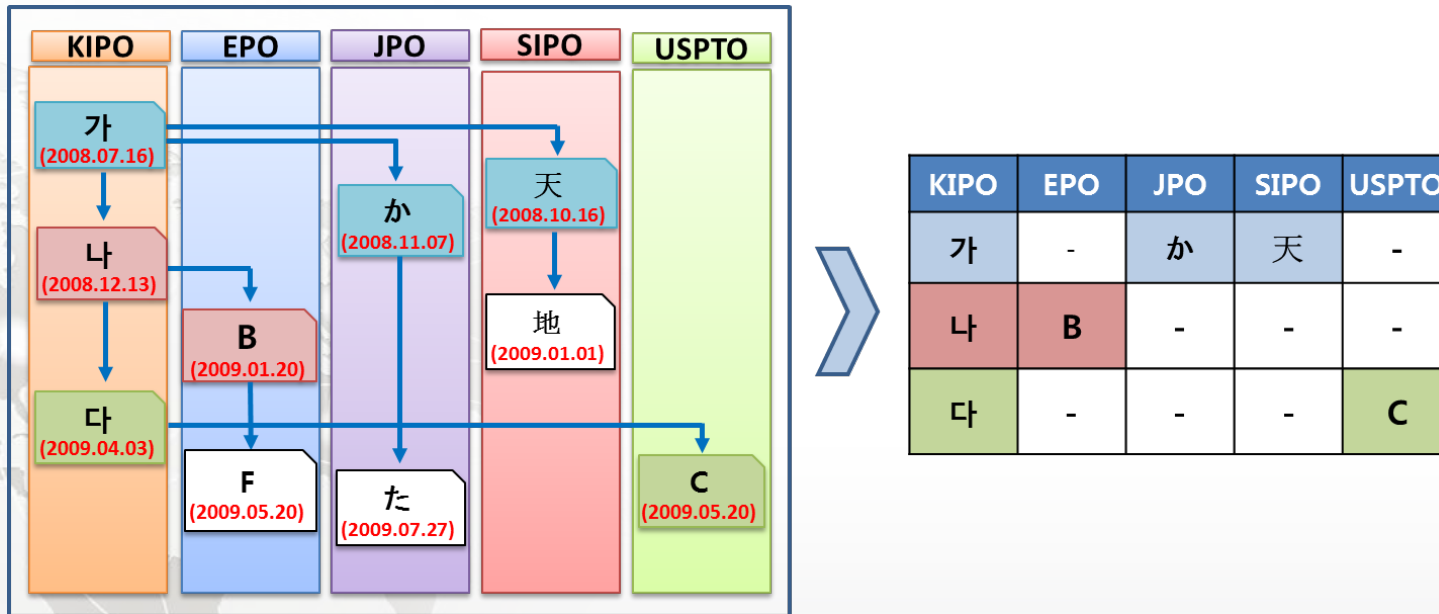 KIPO EPO JPO SIPO USPTO
가
(2008.07.16)
天
(2008.10.16)
か
(2008.11.07)
나
(2008.12.13)
B
(2009.01.20)
地
(2009.01.01)
다
(2009.04.03)
F
(2009.05.20)
た
(2009.07.27)
C
(2009.05.20)
KIPO EPO JPO SIPO USPTO
가 - か 天 -
나 B - - -
다 - - - C